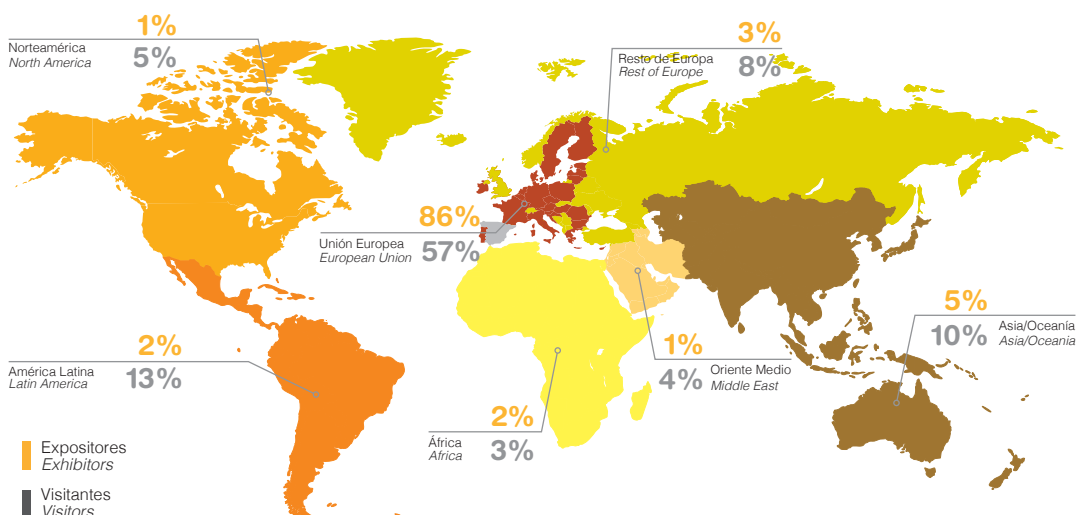 1%
Norteamérica
North America
5%
3%
Resto de Europa
Rest of Europe
8%
86%
Unión Europea
European Union
57%
5%
Asia/Oceanía
Asia/Oceania
10%
2%
América Latina
Latin America
13%
1%
Oriente Medio
Middle East
4%
2%
África
Africa
3%
Expositores
Exhibitors
Visitantes
Visitors